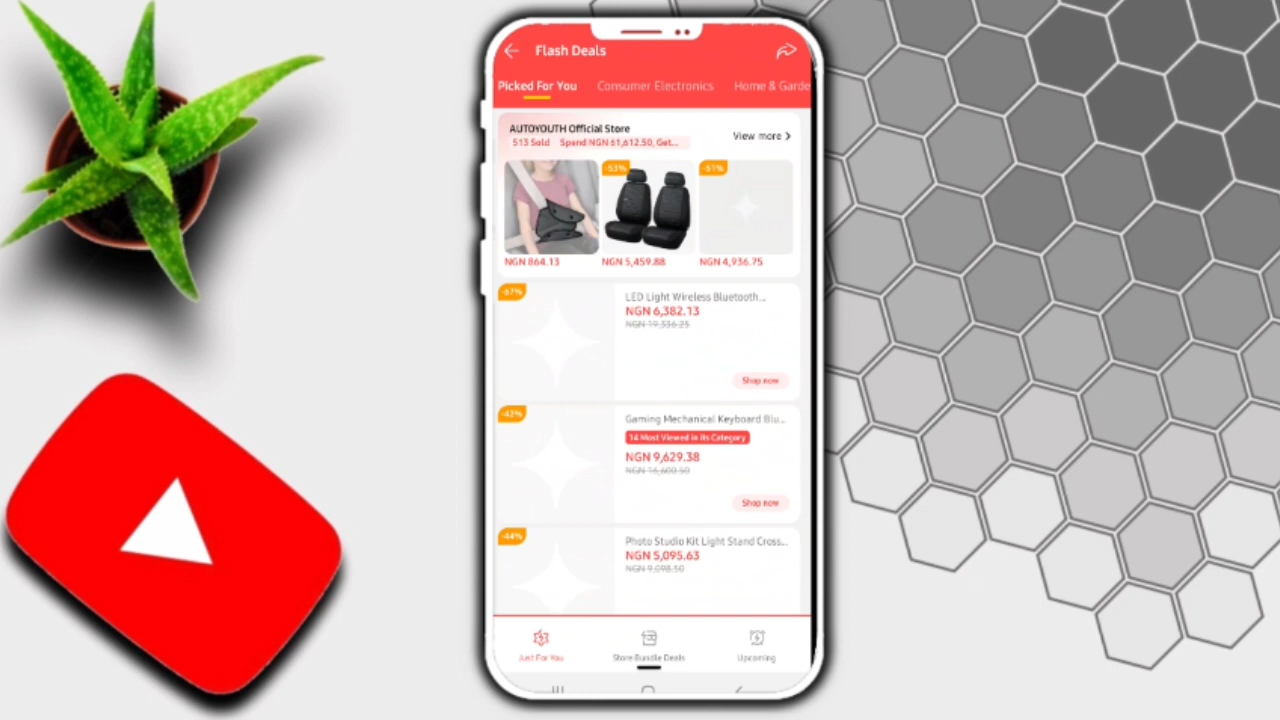 Flash Deals
Picked For You
Consumer Electronics
Home & Garde
AUTOYOUTH Official Store
513 Sold Spend NGN 61,612.50, Get...
View more
-53%
-51%
NGN 864.13
NGN 5,459.88
NGN 4,936.75
-67%
LED Light Wireless Bluetooth...
NGN 6,382.13
NGN 19,336.25
Shop now
-42%
Gaming Mechanical Keyboard Blu...
14 Most Viewed in its Category
NGN 9,629.38
NGN 16,600.50
Shop now
-44%
Photo Studio Kit Light Stand Cross...
NGN 5,095.63
NGN 9,098.50
Just For You
Store Bundle Deals
Upcoming